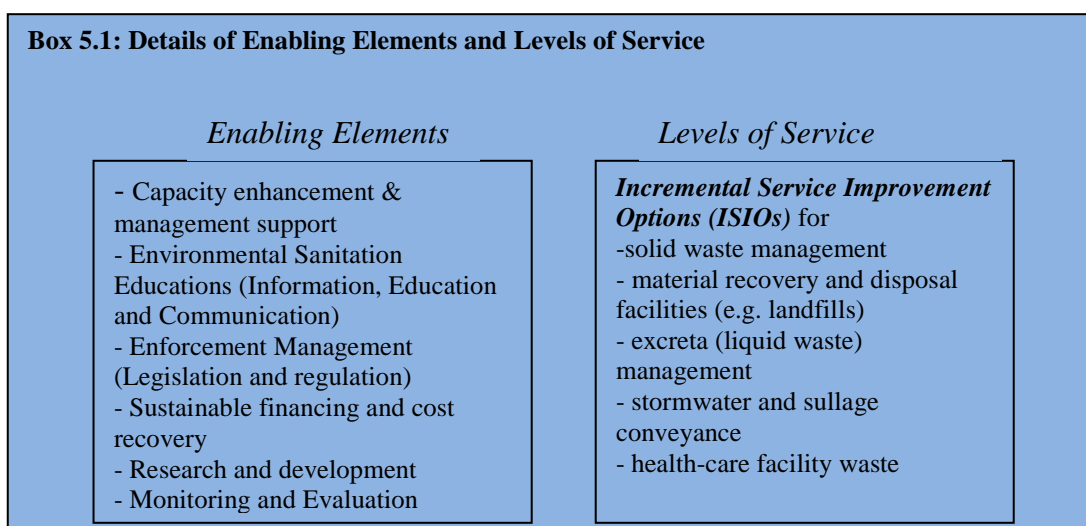 Box 5.1: Details of Enabling Elements and Levels of Service
Enabling Elements
- Capacity enhancement &
management support
- Environmental Sanitation
Educations (Information, Education
and Communication)
- Enforcement Management
(Legislation and regulation)
- Sustainable financing and cost
recovery
- Research and development
- Monitoring and Evaluation
Levels of Service
Incremental Service Improvement
Options (ISIOs) for
-solid waste management
- material recovery and disposal
facilities (e.g. landfills)
- excreta (liquid waste)
management
- stormwater and sullage
conveyance
- health-care facility waste